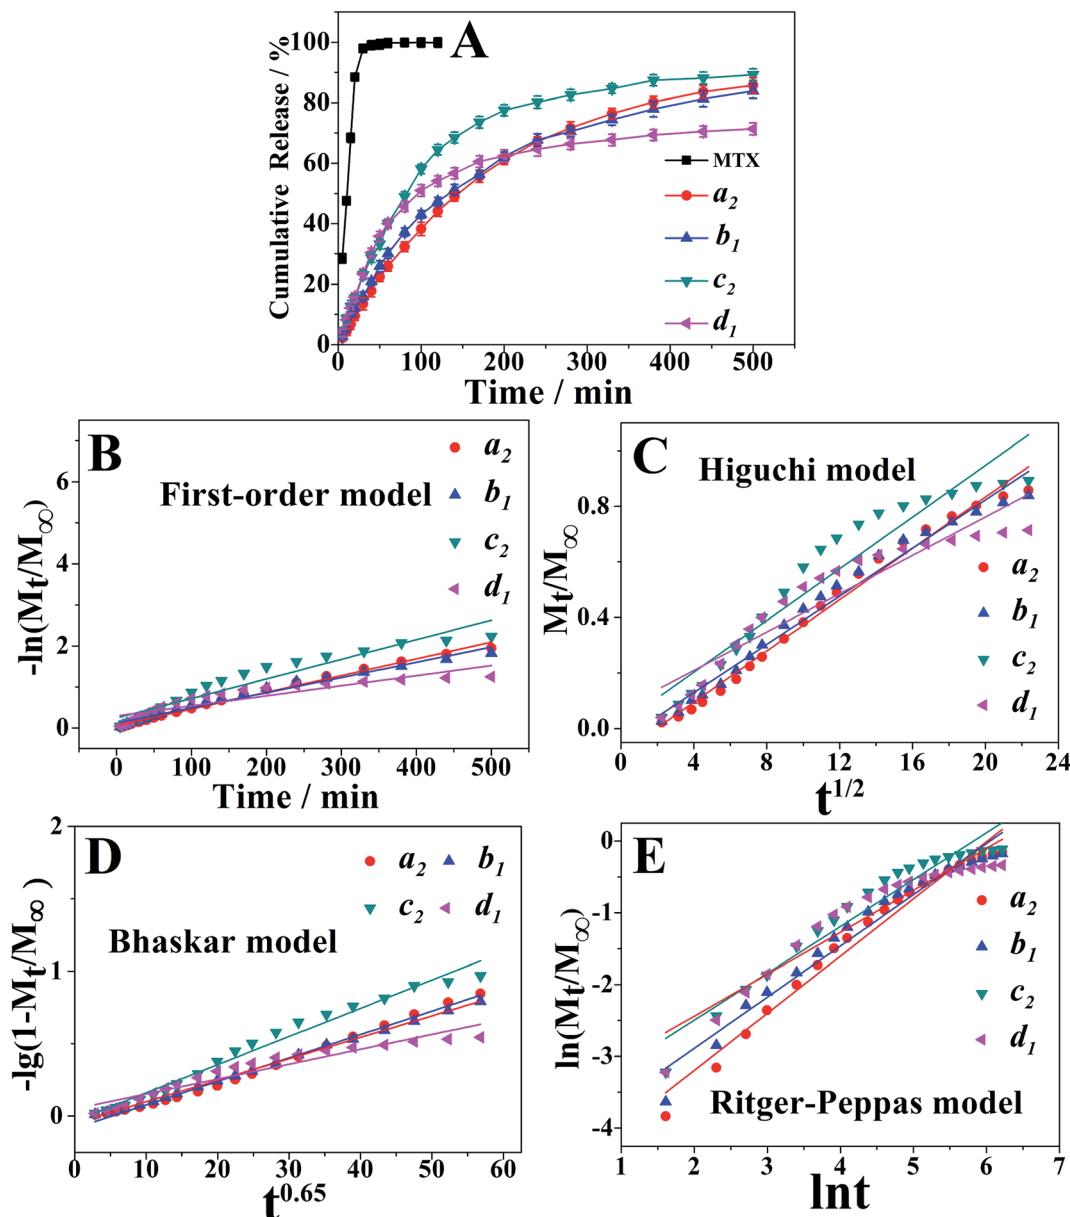 A
Cumulative Release / %
100
80
60
40
20
0
MTX
a2
b1
c2
d1
0 100 200 300 400 500
Time / min
B
First-order model
a2
b1
c2
d1
-ln(Mt/M∞)
6
4
2
0
0 100 200 300 400 500
Time / min
C
Higuchi model
Mt/M∞
0.8
0.4
0.0
a2
b1
c2
d1
0 4 8 12 16 20 24
t1/2
D
a2 b1
c2 d1
Bhaskar model
-lg(1-Mt/M∞)
2
1
0
0 10 20 30 40 50 60
t0.65
E
ln(Mt/M∞)
0
-1
-2
-3
-4
a2
b1
c2
d1
Ritger-Peppas model
1 2 3 4 5 6 7
lnt